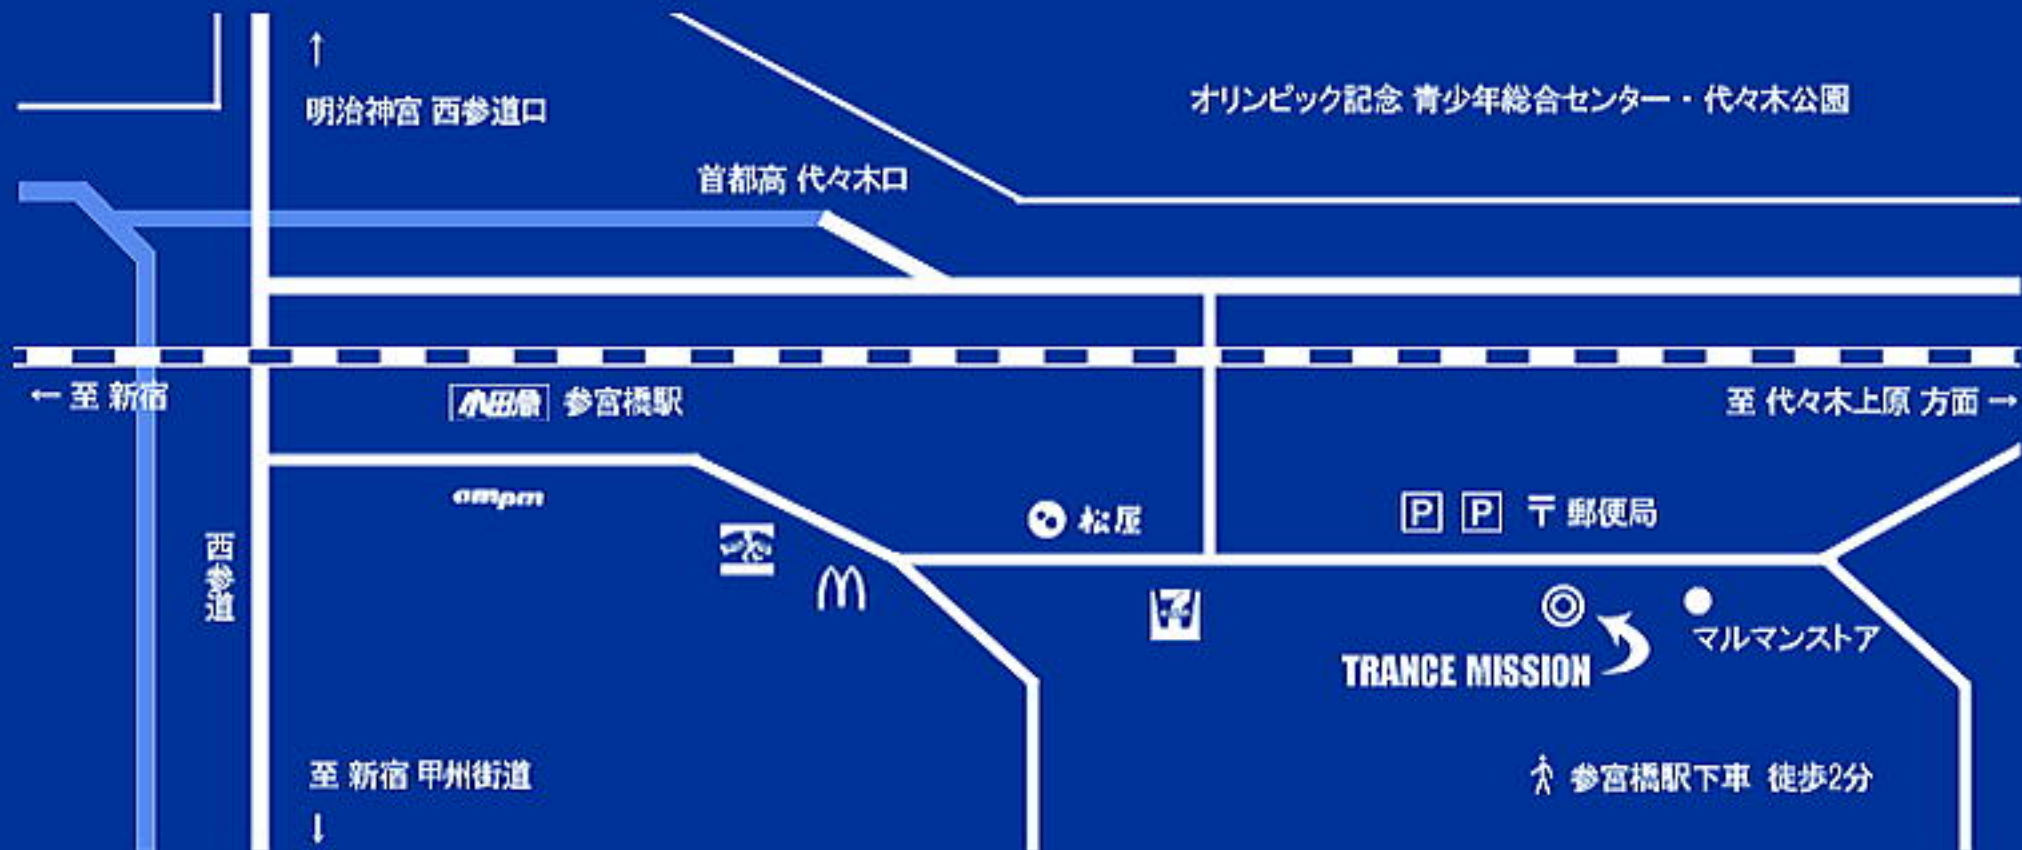 ↑
明治神宮 西参道口
オリンピック記念 青少年総合センター・代々木公園
首都高 代々木口
← 至 新宿
小田急 参宮橋駅
至 代々木上原 方面 →
ampm
西参道
松屋
P P 〒 郵便局
7
マルマンストア
TRANCE MISSION
至 新宿 甲州街道
↓
参宮橋駅下車 徒歩2分